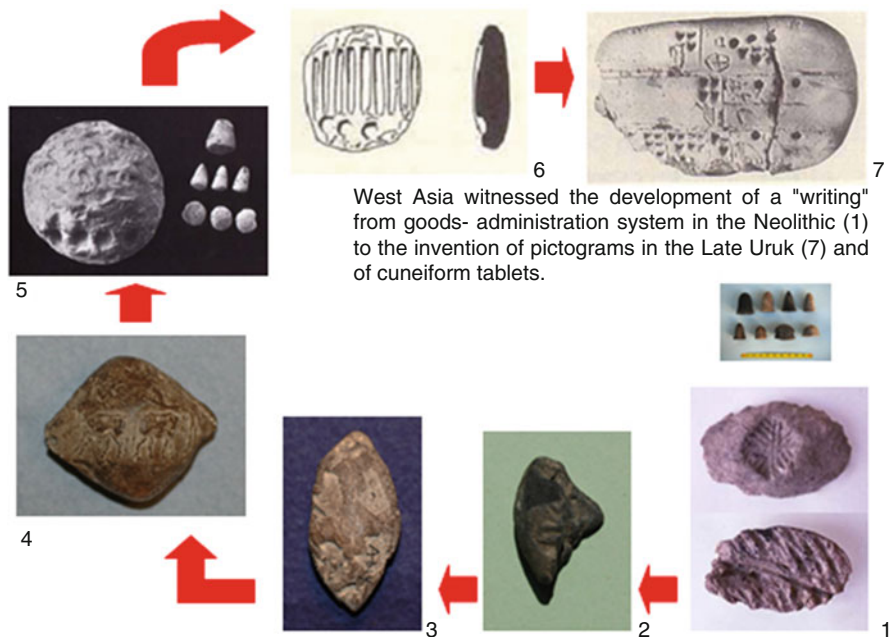 6
7
West Asia witnessed the development of a "writing"
from goods- administration system in the Neolithic (1)
to the invention of pictograms in the Late Uruk (7) and
of cuneiform tablets.
5
4
3
2
1